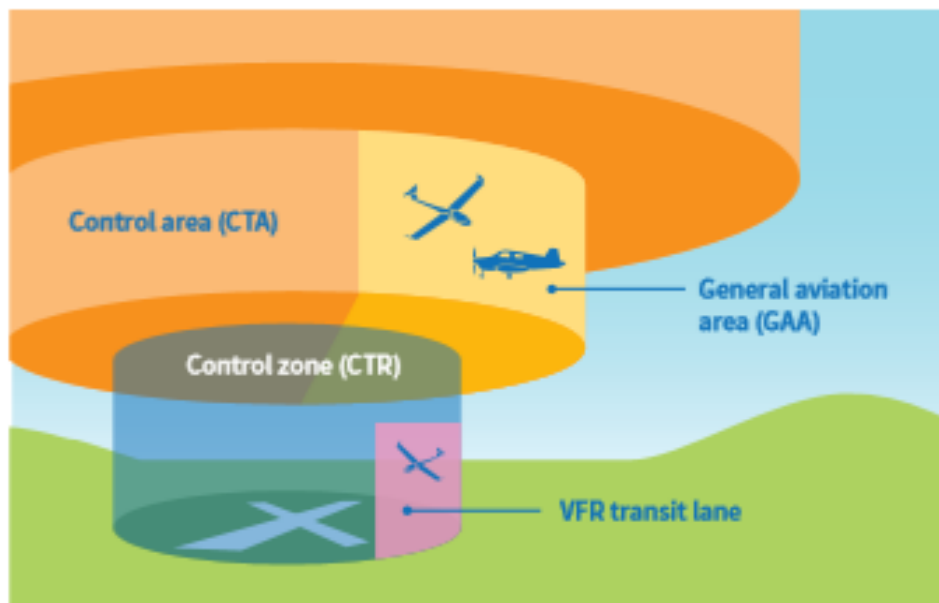 Control area (CTA)
General aviation
area (GAA)
Control zone (CTR)
VFR transit lane